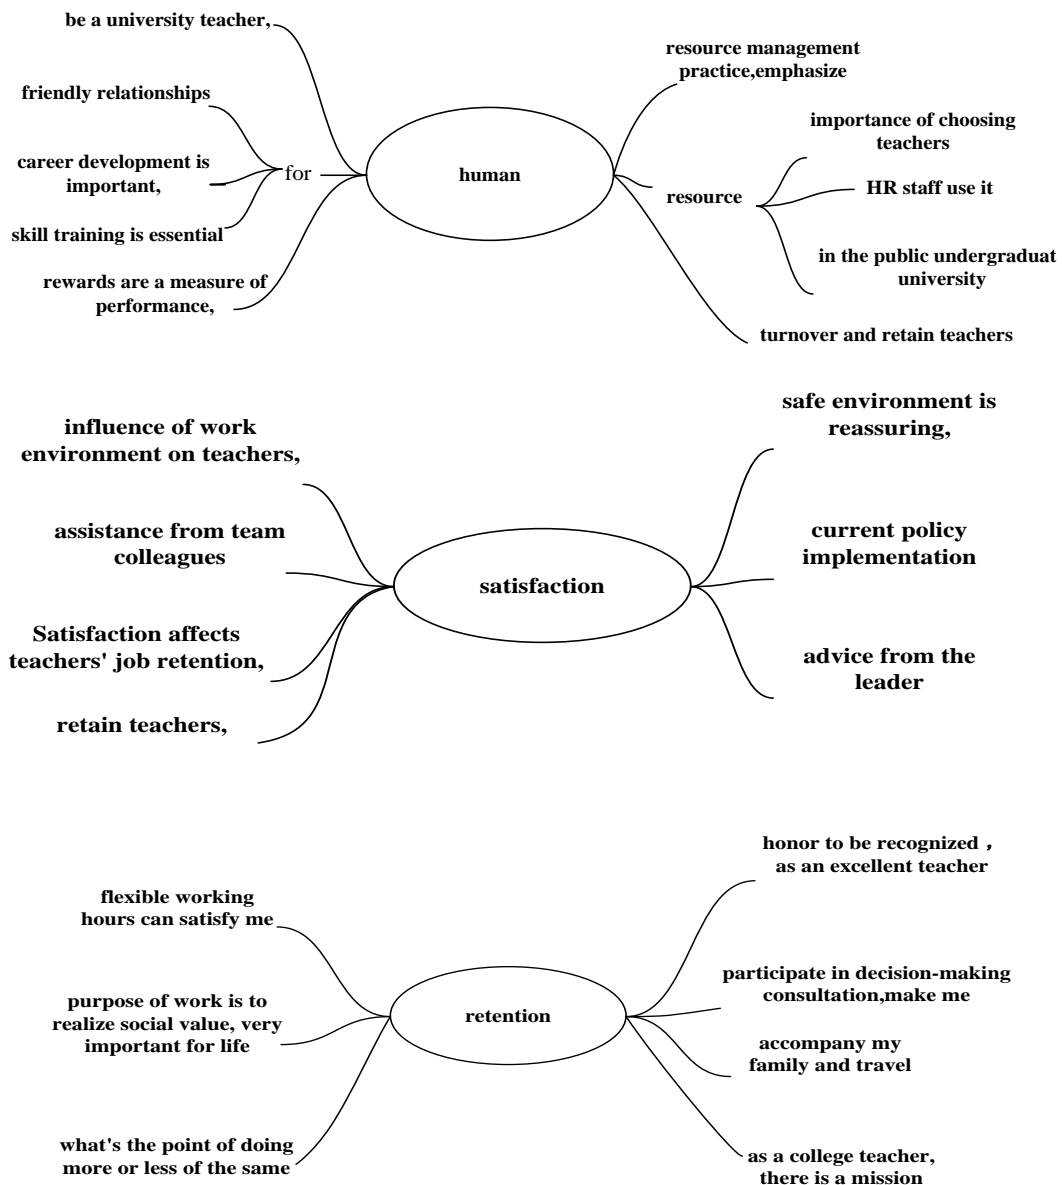 be a university teacher,
friendly relationships
career development is
important,
skill training is essential
rewards are a measure of
performance,
for
human
resource management
practice,emphasize
resource
importance of choosing
teachers
HR staff use it
in the public undergraduat
university
turnover and retain teachers
influence of work
environment on teachers,
assistance from team
colleagues
Satisfaction affects
teachers' job retention,
retain teachers,
satisfaction
safe environment is
reassuring,
current policy
implementation
advice from the
leader
flexible working
hours can satisfy me
purpose of work is to
realize social value, very
important for life
what's the point of doing
more or less of the same
retention
honor to be recognized，
as an excellent teacher
participate in decision-making
consultation,make me
accompany my
family and travel
as a college teacher,
there is a mission